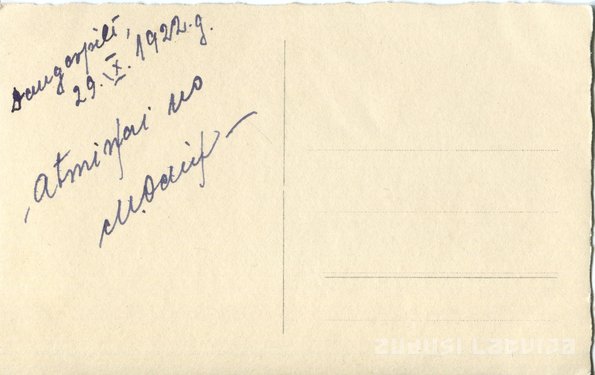 Daugavpilī,
29. X. 1922. g.
Atmiņai no
M.
zudusi Latvija